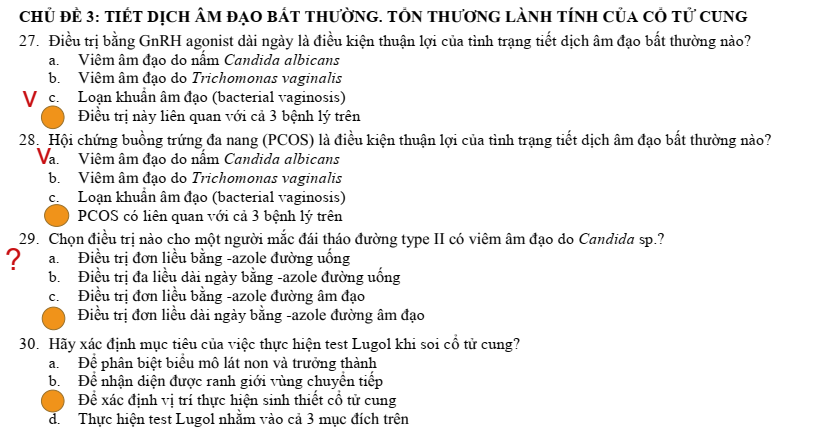 CHỦ ĐỀ 3: TIẾT DỊCH ÂM ĐẠO BẤT THƯỜNG. TỔN THƯƠNG LÀNH TÍNH CỦA CỔ TỬ CUNG
27. Điều trị bằng GnRH agonist dài ngày là điều kiện thuận lợi của tình trạng tiết dịch âm đạo bất thường nào?
a. Viêm âm đạo do nấm Candida albicans
b. Viêm âm đạo do Trichomonas vaginalis
V c. Loạn khuẩn âm đạo (bacterial vaginosis)
Điều trị này liên quan với cả 3 bệnh lý trên
28. Hội chứng buồng trứng đa nang (PCOS) là điều kiện thuận lợi của tình trạng tiết dịch âm đạo bất thường nào?
V a. Viêm âm đạo do nấm Candida albicans
b. Viêm âm đạo do Trichomonas vaginalis
c. Loạn khuẩn âm đạo (bacterial vaginosis)
PCOS có liên quan với cả 3 bệnh lý trên
29. Chọn điều trị nào cho một người mắc đái tháo đường type II có viêm âm đạo do Candida sp.?
? a. Điều trị đơn liều bằng -azole đường uống
b. Điều trị đa liều dài ngày bằng -azole đường uống
c. Điều trị đơn liều bằng -azole đường âm đạo
Điều trị đơn liều dài ngày bằng -azole đường âm đạo
30. Hãy xác định mục tiêu của việc thực hiện test Lugol khi soi cổ tử cung?
a. Để phân biệt biểu mô lát non và trưởng thành
b. Để nhận diện được ranh giới vùng chuyển tiếp
Để xác định vị trí thực hiện sinh thiết cổ tử cung
d. Thực hiện test Lugol nhằm vào cả 3 mục đích trên